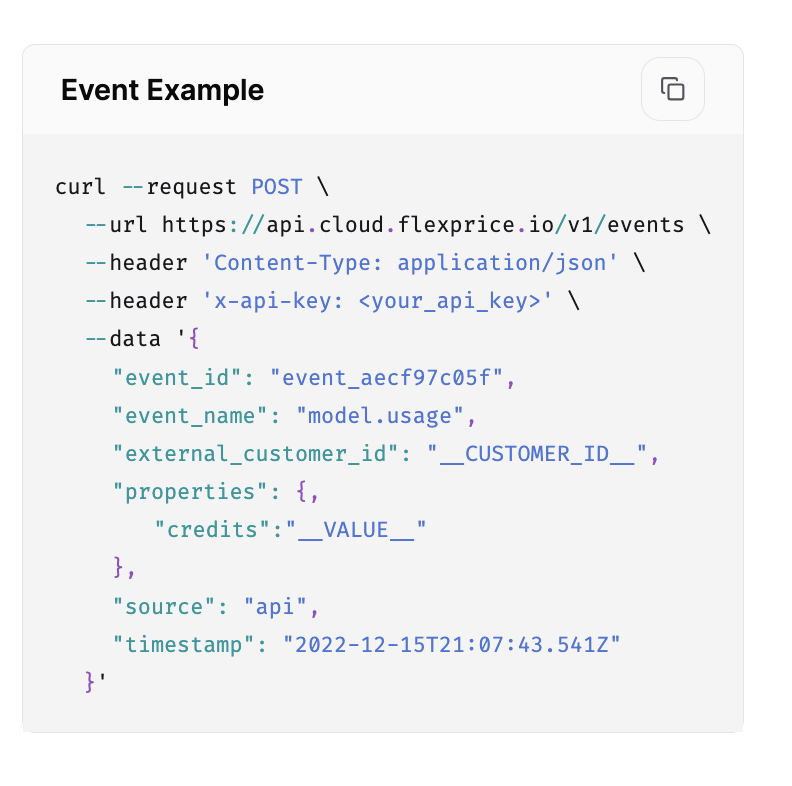 Event Example
curl --request POST \
--url https://api.cloud.flexprice.io/v1/events \
--header 'Content-Type: application/json' \
--header 'x-api-key: <your_api_key>' \
--data '{
"event_id": "event_aecf97c05f",
"event_name": "model.usage",
"external_customer_id": "__CUSTOMER_ID__",
"properties": {,
"credits":"__VALUE__"
},
"source": "api",
"timestamp": "2022-12-15T21:07:43.541Z"
}'